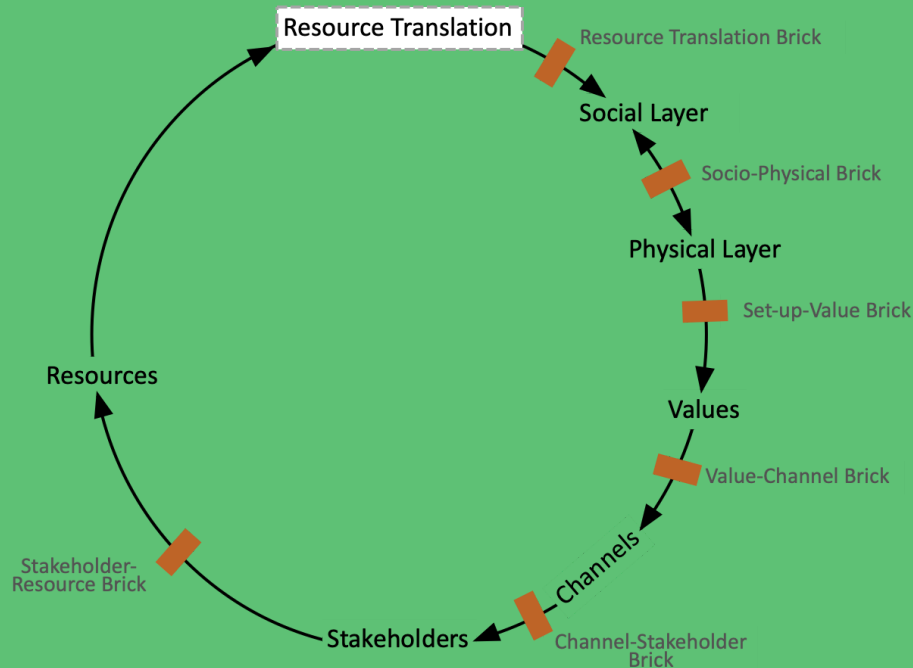 Resource Translation
Resource Translation Brick
Social Layer
Socio-Physical Brick
Physical Layer
Set-up-Value Brick
Values
Value-Channel Brick
Channels
Channel-Stakeholder
Brick
Stakeholders
Stakeholder-
Resource Brick
Resources